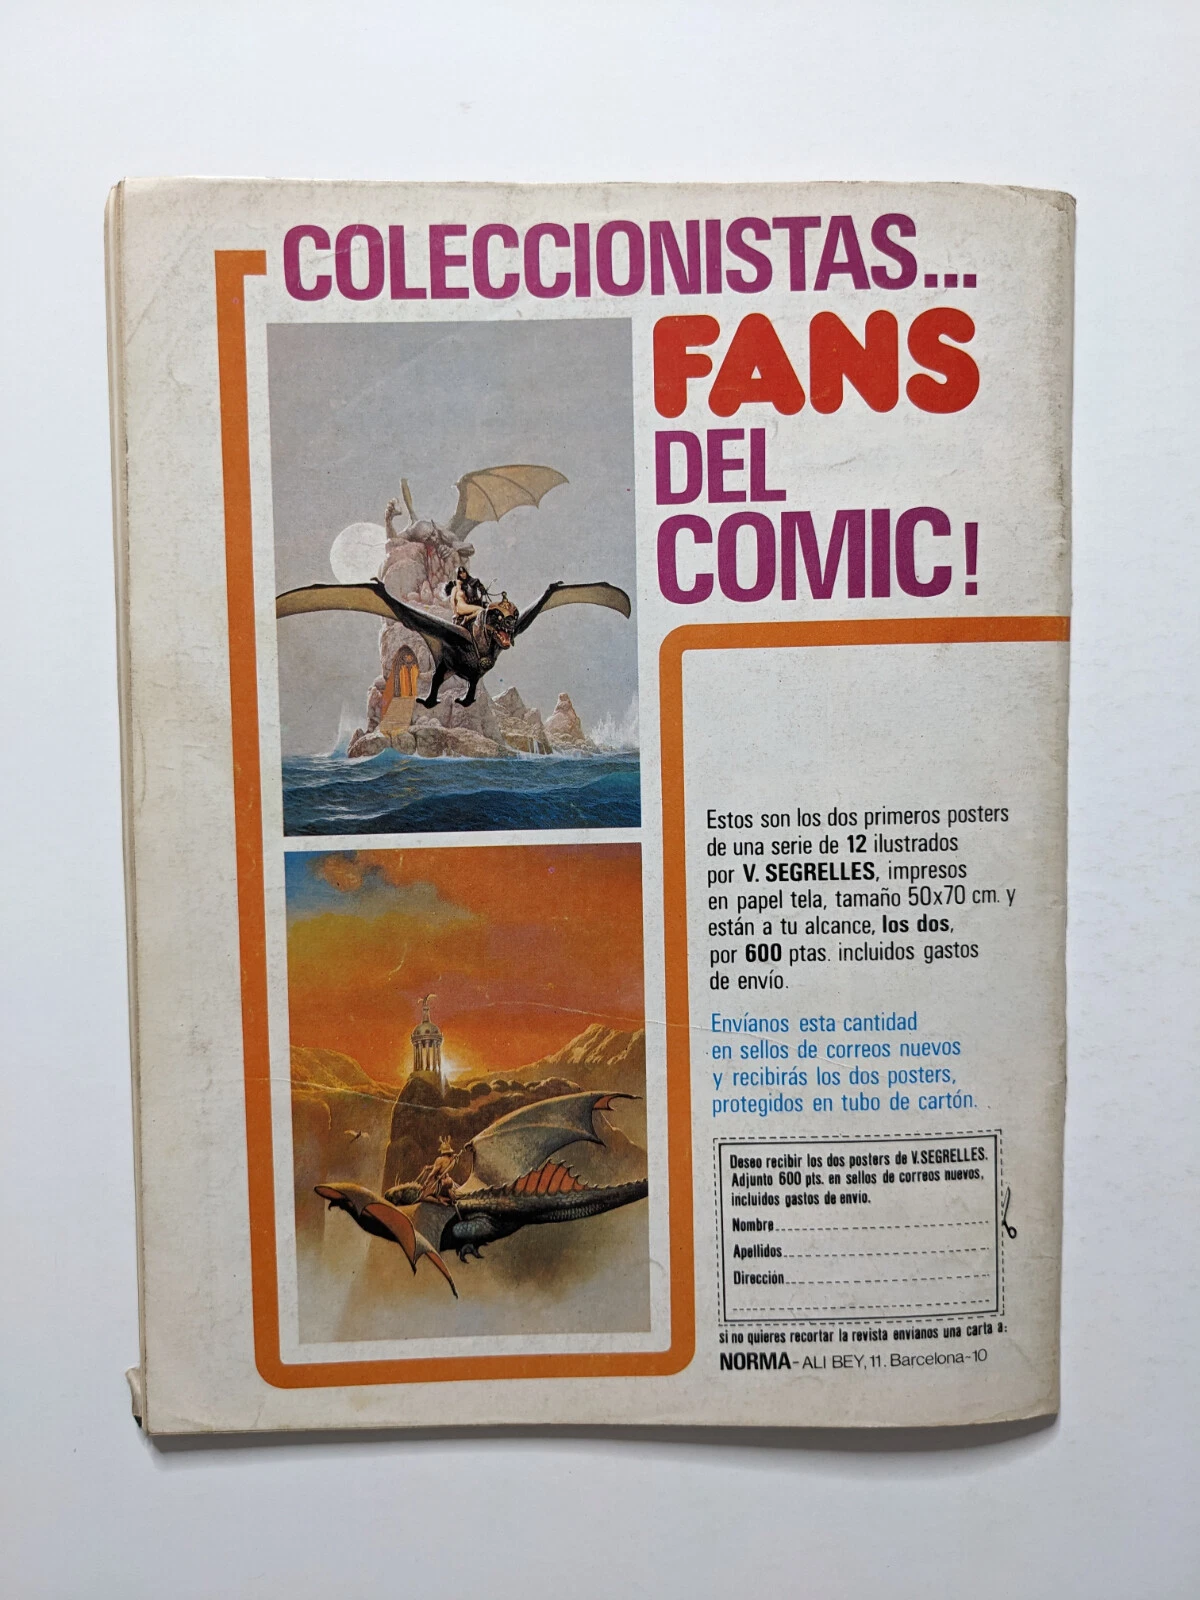 COLECCIONISTAS...
FANS
DEL
COMIC!
Estos son los dos primeros posters
de una serie de 12 ilustrados
por V. SEGRELLES, impresos
en papel tela, tamaño 50x70 cm. y
están a tu alcance, los dos,
por 600 ptas. incluidos gastos
de envío.
Envíanos esta cantidad
en sellos de correos nuevos
y recibirás los dos posters,
protegidos en tubo de cartón.
Deseo recibir los dos posters de V.SEGRELLES.
Adjunto 600 pts. en sellos de correos nuevos,
incluidos gastos de envio.
Nombre
Apellidos
Dirección
si no quieres recortar la revista envianos una carta a:
NORMA-ALI BEY, 11. Barcelona-10